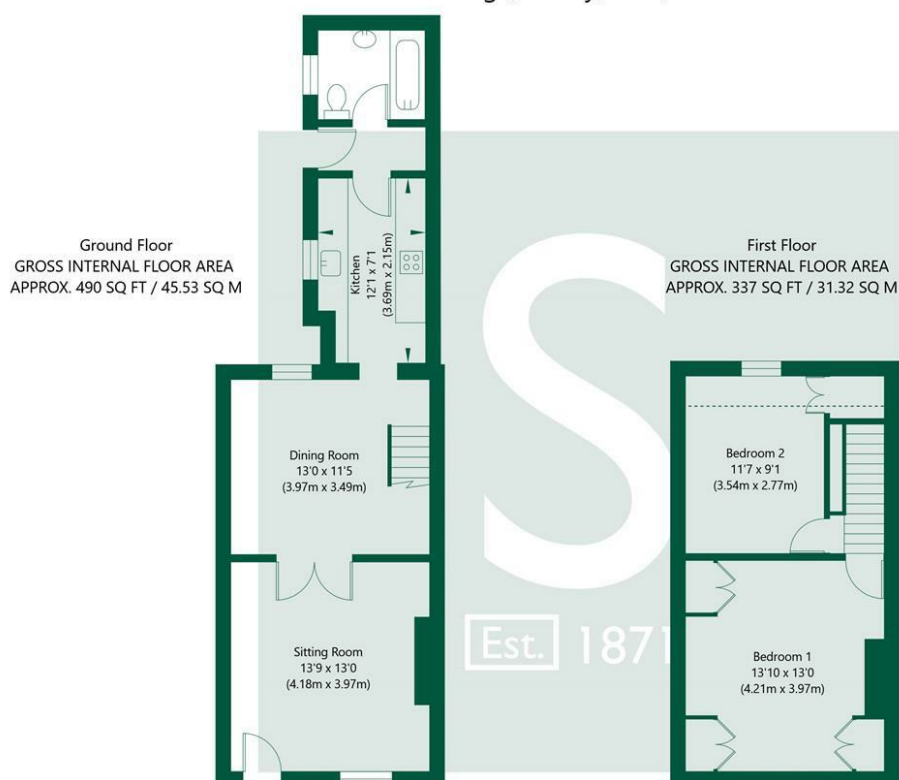 Ground Floor
GROSS INTERNAL FLOOR AREA
APPROX. 490 SQ FT / 45.53 SQ M
Kitchen
12'1 x 7'1
(3.69m x 2.15m)
Dining Room
13'0 x 11'5
(3.97m x 3.49m)
Sitting Room
13'9 x 13'0
(4.18m x 3.97m)
First Floor
GROSS INTERNAL FLOOR AREA
APPROX. 337 SQ FT / 31.32 SQ M
Bedroom 2
11'7 x 9'1
(3.54m x 2.77m)
Bedroom 1
13'10 x 13'0
(4.21m x 3.97m)
S
Est. 1871